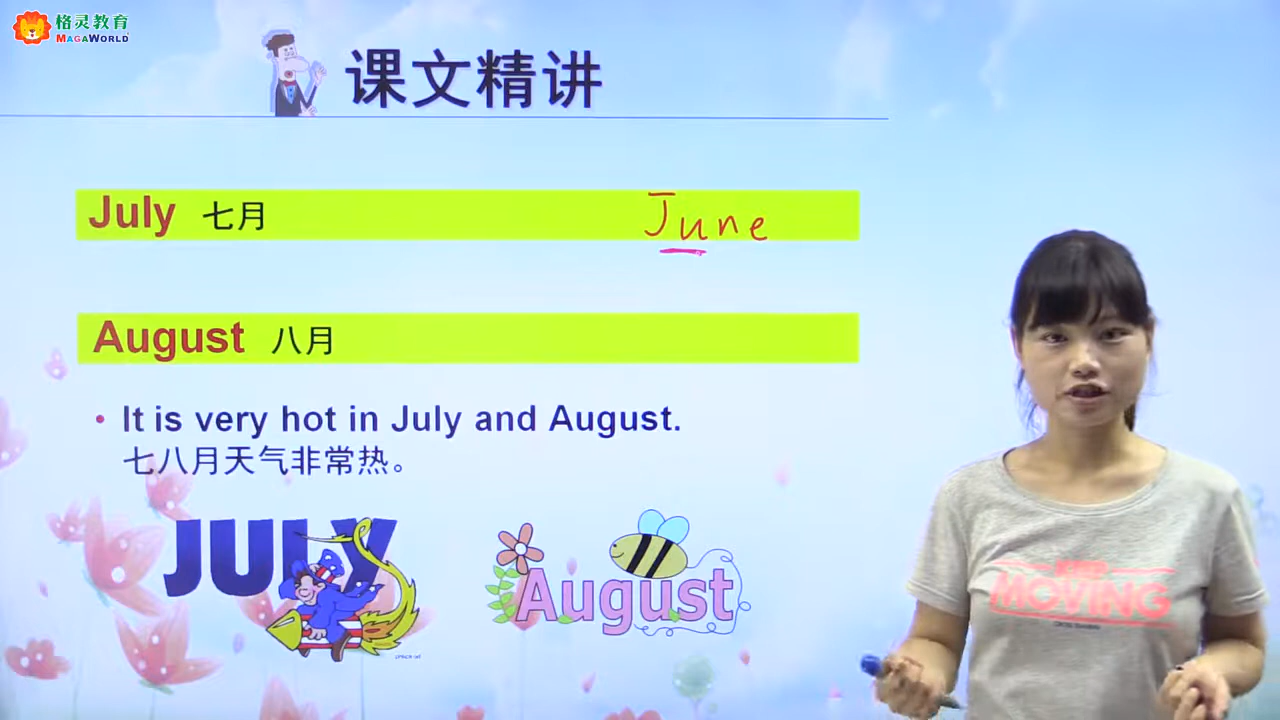 格灵教育
MAGAWORLD
课文精讲
July 七月
June
August 八月
• It is very hot in July and August.
七八月天气非常热。
JULY
August
KEEP
MOVING